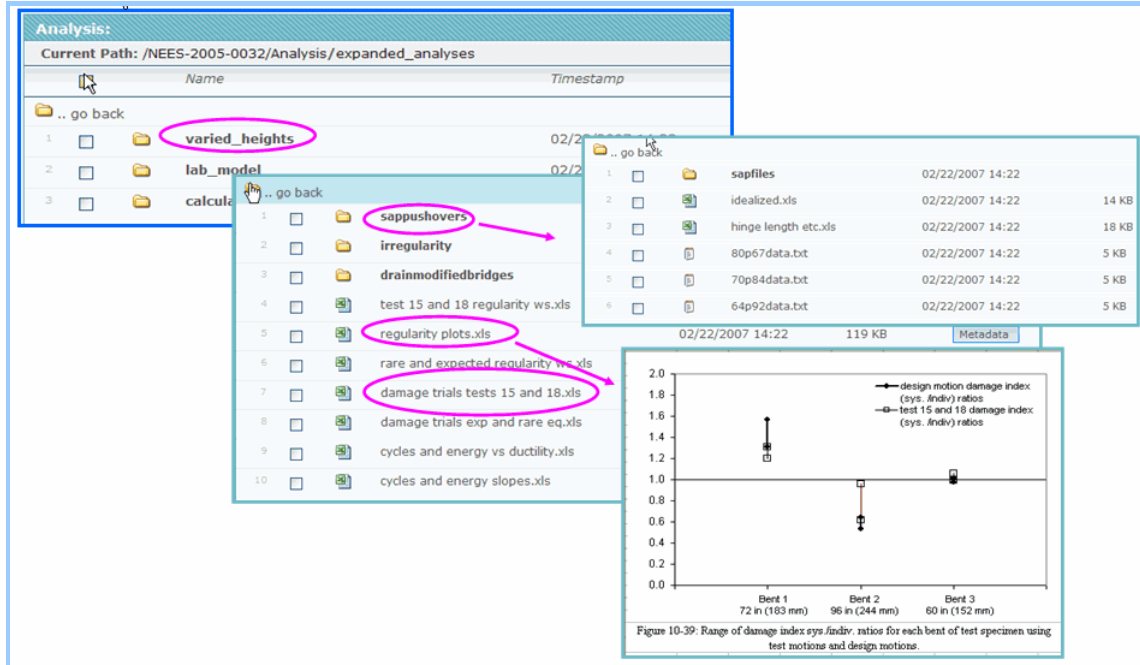 Analysis:
Current Path: /NEES-2005-0032/Analysis/expanded_analyses
Name Timestamp
.. go back
1 varied_heights
2 lab_model
3
.. go back
1 sappushovers
2 irregularity
3 drainmodifiedbridges
4 test 15 and 18 regularity ws.xls
5 regularity plots.xls 02/22/2007 14:22 119 KB Metadata
6 rare and expected regularity ws.xls
7 damage trials tests 15 and 18.xls
8 damage trials exp and rare eq.xls
9 cycles and energy vs ductility.xls
10 cycles and energy slopes.xls
.. go back
1 sapfiles 02/22/2007 14:22
2 idealized.xls 02/22/2007 14:22 14 KB
3 hinge length etc.xls 02/22/2007 14:22 18 KB
4 80p67data.txt 02/22/2007 14:22 5 KB
5 70p84data.txt 02/22/2007 14:22 5 KB
6 64p92data.txt 02/22/2007 14:22 5 KB
design motion damage index
(sys. /indiv) ratios
test 15 and 18 damage index
(sys. /indiv) ratios
2.0
1.8
1.6
1.4
1.2
1.0
0.8
0.6
0.4
0.2
0.0
Bent 1 Bent 2 Bent 3
72 in (183 mm) 96 in (244 mm) 60 in (152 mm)
Figure 10-39: Range of damage index sys./indiv. ratios for each bent of test specimen using
test motions and design motions.